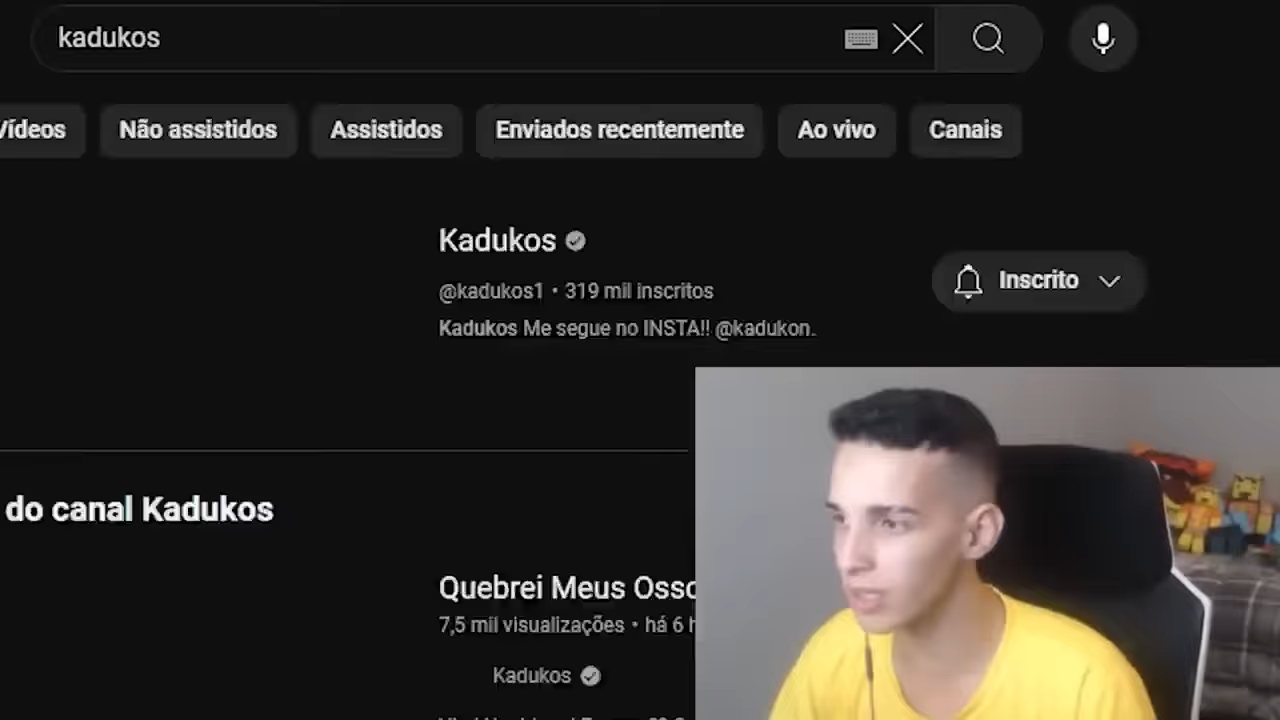 kadukos
Vídeos
Não assistidos
Assistidos
Enviados recentemente
Ao vivo
Canais
Kadukos
@kadukos1 • 319 mil inscritos
Kadukos Me segue no INSTA!! @kadukon.
Inscrito
do canal Kadukos
Quebrei Meus Osso
7,5 mil visualizações • há 6 h
Kadukos